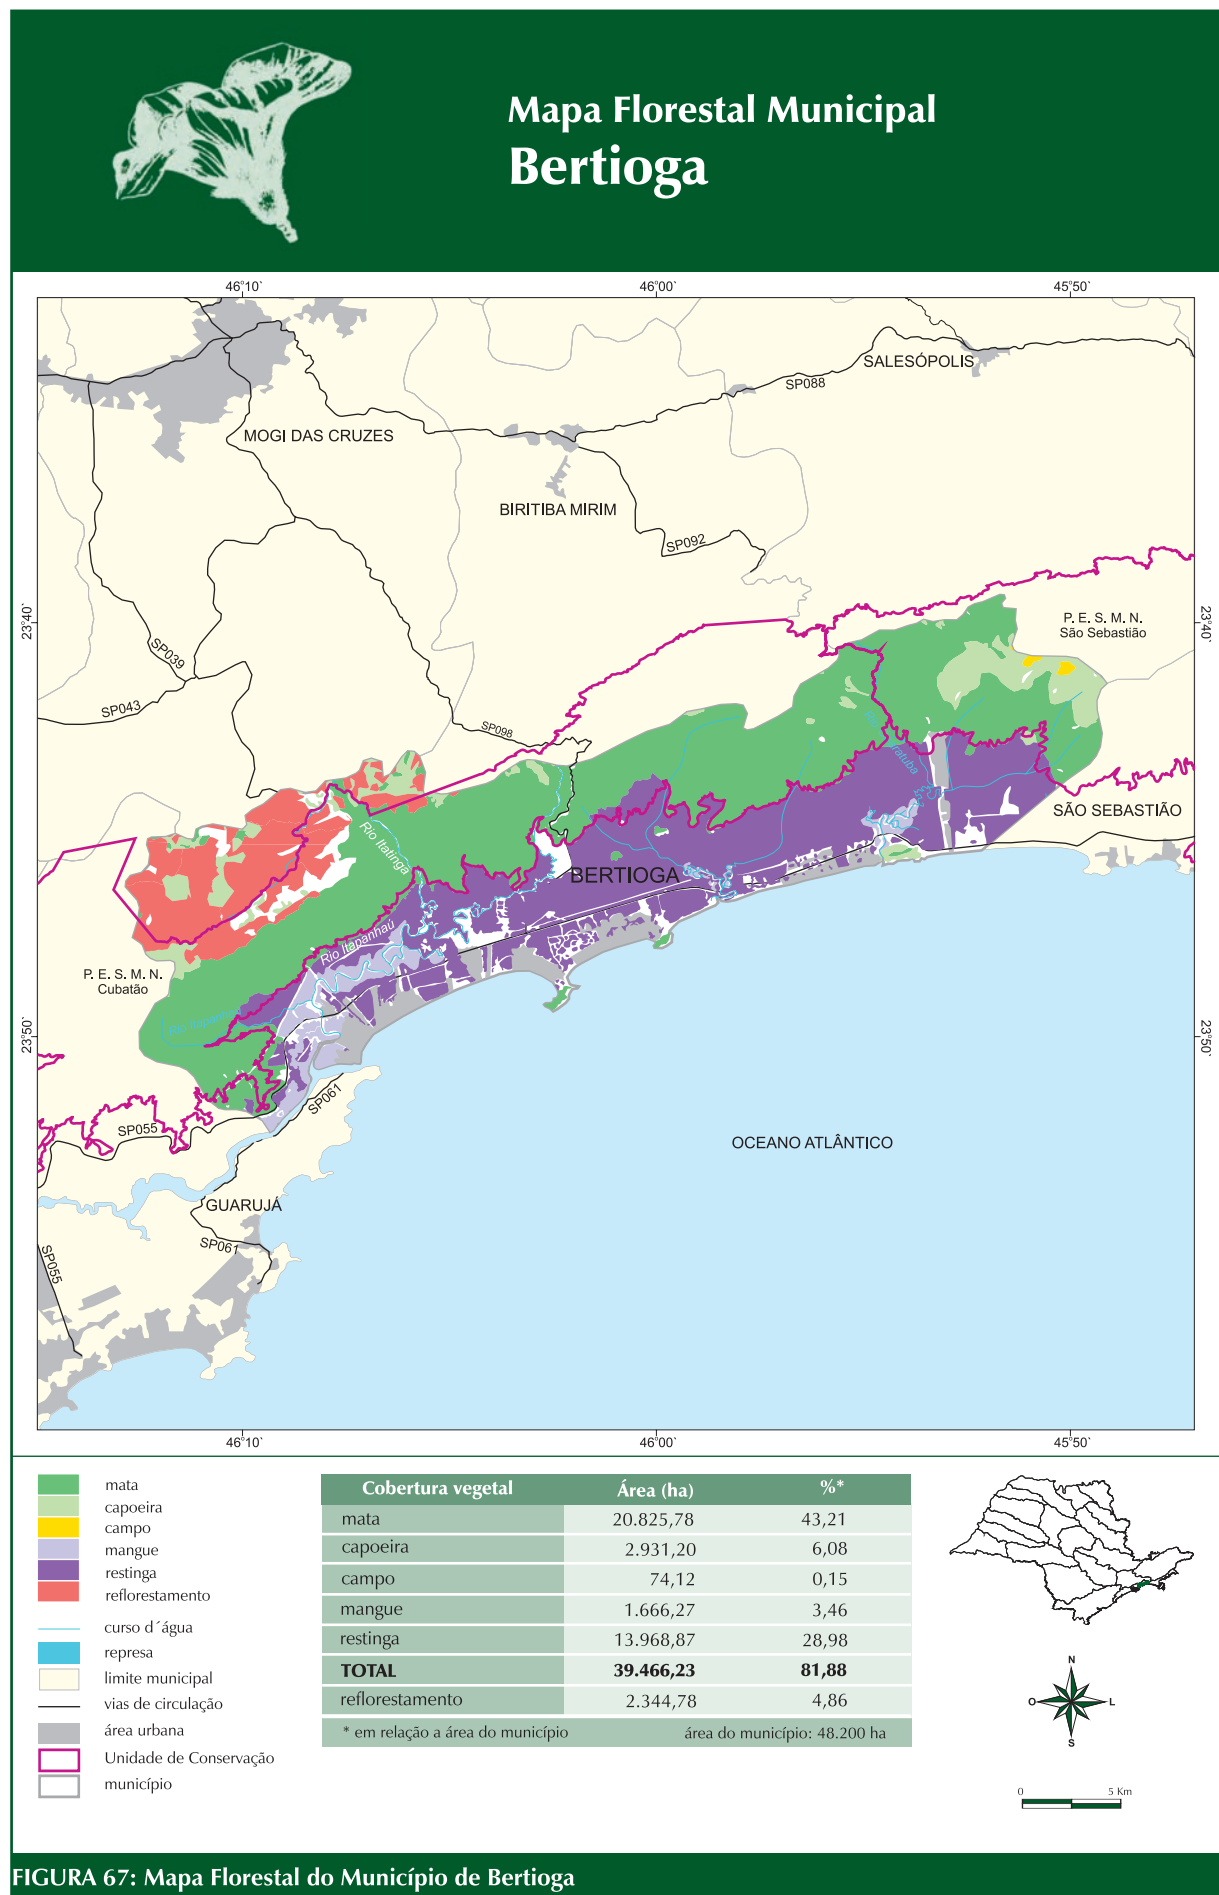 Mapa Florestal Municipal
Bertioga
46°10` 46°00` 45°50`
SALESÓPOLIS
SP088
MOGI DAS CRUZES
BIRITIBA MIRIM
SP092
23°40` 23°40`
P. E. S. M. N.
São Sebastião
SP039
SP043
SP098
SÃO SEBASTIÃO
Rio Itatinga
BERTIOGA
Rio Itapanhaú
P. E. S. M. N.
Cubatão
23°50` 23°50`
SP061
SP055
OCEANO ATLÂNTICO
GUARUJÁ
SP061
SP055
46°10` 46°00` 45°50`
mata
capoeira
campo
mangue
restinga
reflorestamento
curso d´água
represa
limite municipal
vias de circulação
área urbana
Unidade de Conservação
município
Cobertura vegetal Área (ha) %*
mata 20.825,78 43,21
capoeira 2.931,20 6,08
campo 74,12 0,15
mangue 1.666,27 3,46
restinga 13.968,87 28,98
TOTAL 39.466,23 81,88
reflorestamento 2.344,78 4,86
* em relação a área do município área do município: 48.200 ha
N
O L
S
0 5 Km
FIGURA 67: Mapa Florestal do Município de Bertioga